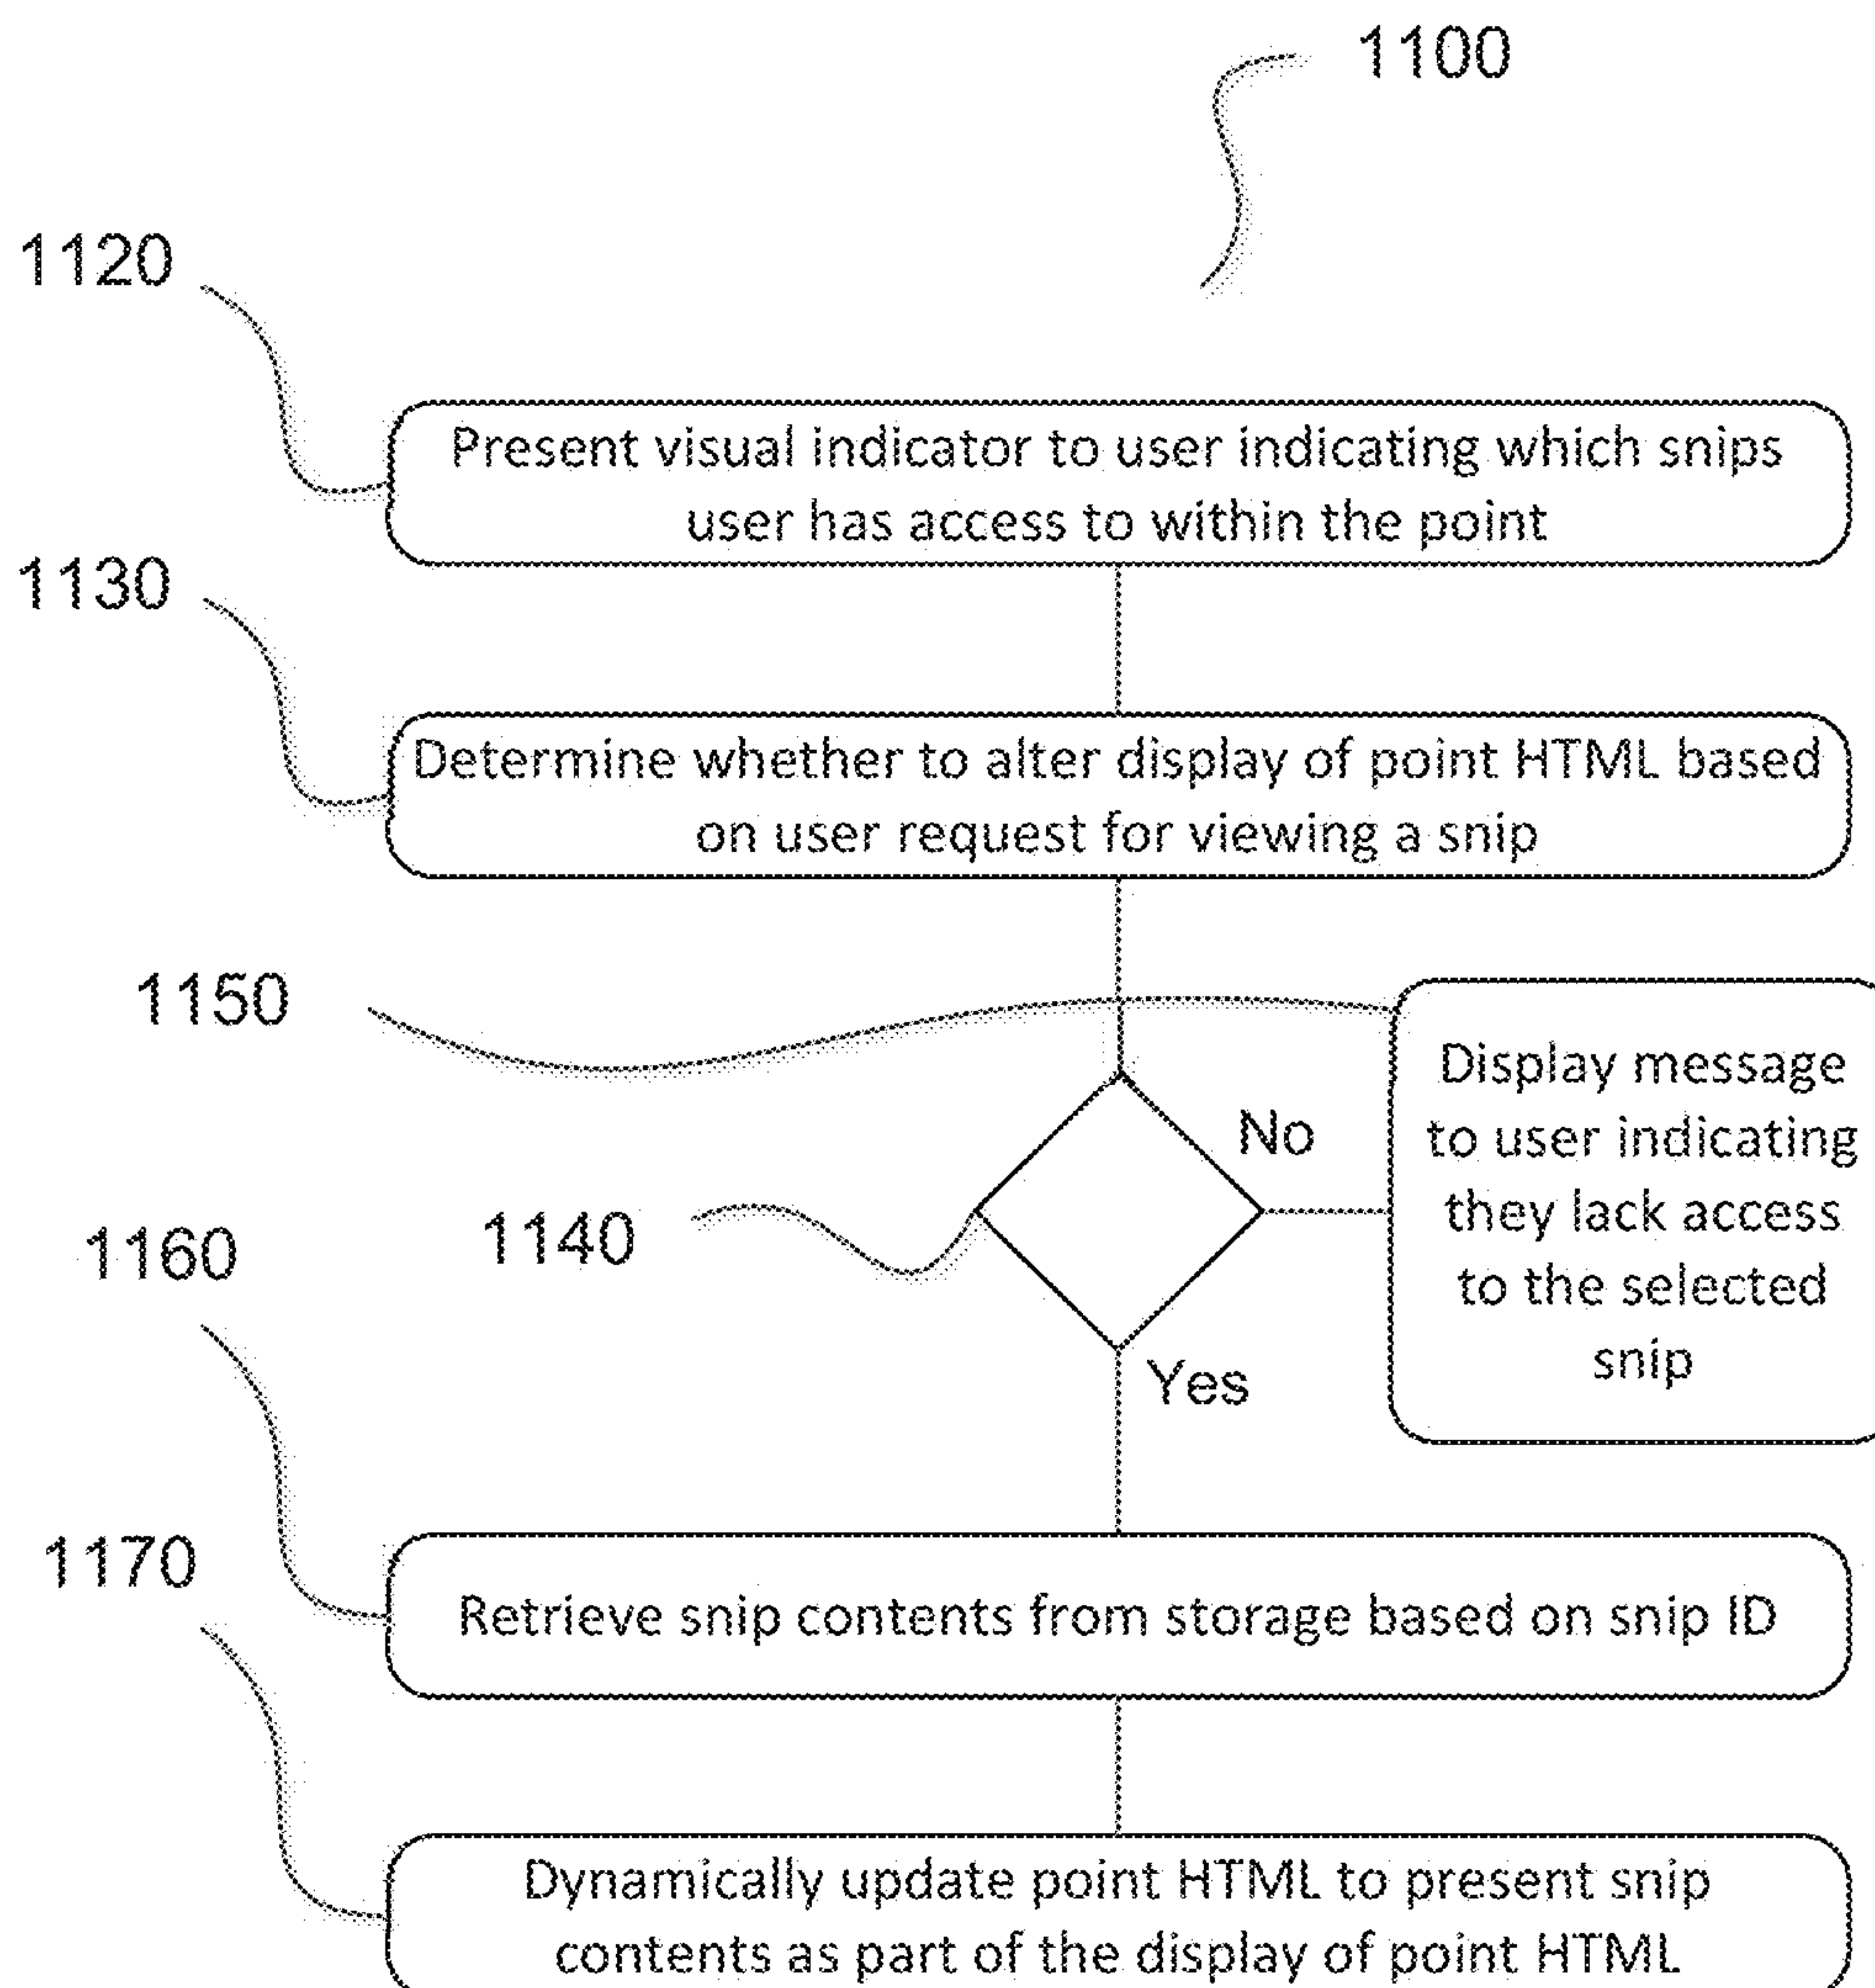 1100
1120
Present visual indicator to user indicating which snips
user has access to within the point
1130
Determine whether to alter display of point HTML based
on user request for viewing a snip
1150
Display message
to user indicating
they lack access
to the selected
snip
No
1140
Yes
1160
Retrieve snip contents from storage based on snip ID
1170
Dynamically update point HTML to present snip
contents as part of the display of point HTML